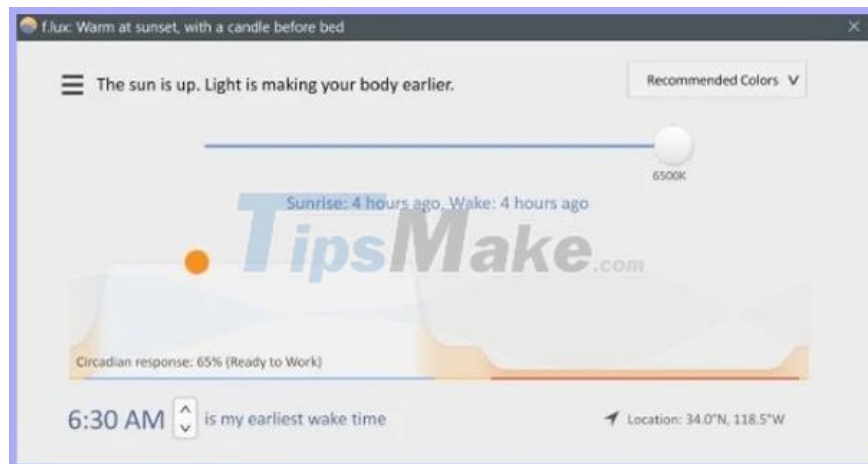 f.lux: Warm at sunset, with a candle before bed
The sun is up. Light is making your body earlier.
Recommended Colors
6500K
Sunrise: 4 hours ago, Wake: 4 hours ago
TipsMake.com
Circadian response: 65% (Ready to Work)
6:30 AM is my earliest wake time
Location: 34.0°N, 118.5°W